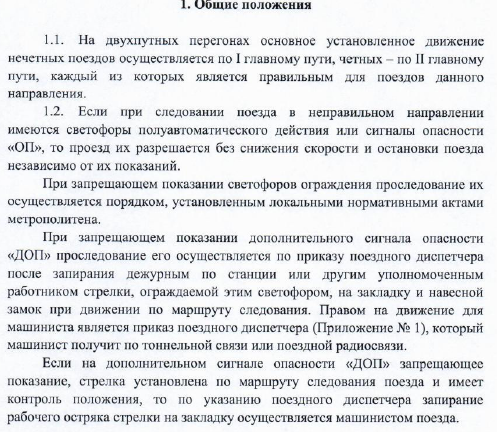 1. Общие положения
1.1. На двухпутных перегонах основное установленное движение
нечетных поездов осуществляется по I главному пути, четных – по II главному
пути, каждый из которых является правильным для поездов данного
направления.
1.2. Если при следовании поезда в неправильном направлении
имеются светофоры полуавтоматического действия или сигналы опасности
«ОП», то проезд их разрешается без снижения скорости и остановки поезда
независимо от их показаний.
При запрещающем показании светофоров ограждения проследование их
осуществляется порядком, установленным локальными нормативными актами
метрополитена.
При запрещающем показании дополнительного сигнала опасности
«ДОП» проследование его осуществляется по приказу поездного диспетчера
после запирания дежурным по станции или другим уполномоченным
работником стрелки, ограждаемой этим светофором, на закладку и навесной
замок при движении по маршруту следования. Правом на движение для
машиниста является приказ поездного диспетчера (Приложение № 1), который
машинист получит по тоннельной связи или поездной радиосвязи.
Если на дополнительном сигнале опасности «ДОП» запрещающее
показание, стрелка установлена по маршруту следования поезда и имеет
контроль положения, то по указанию поездного диспетчера запирание
рабочего остряка стрелки на закладку осуществляется машинистом поезда.